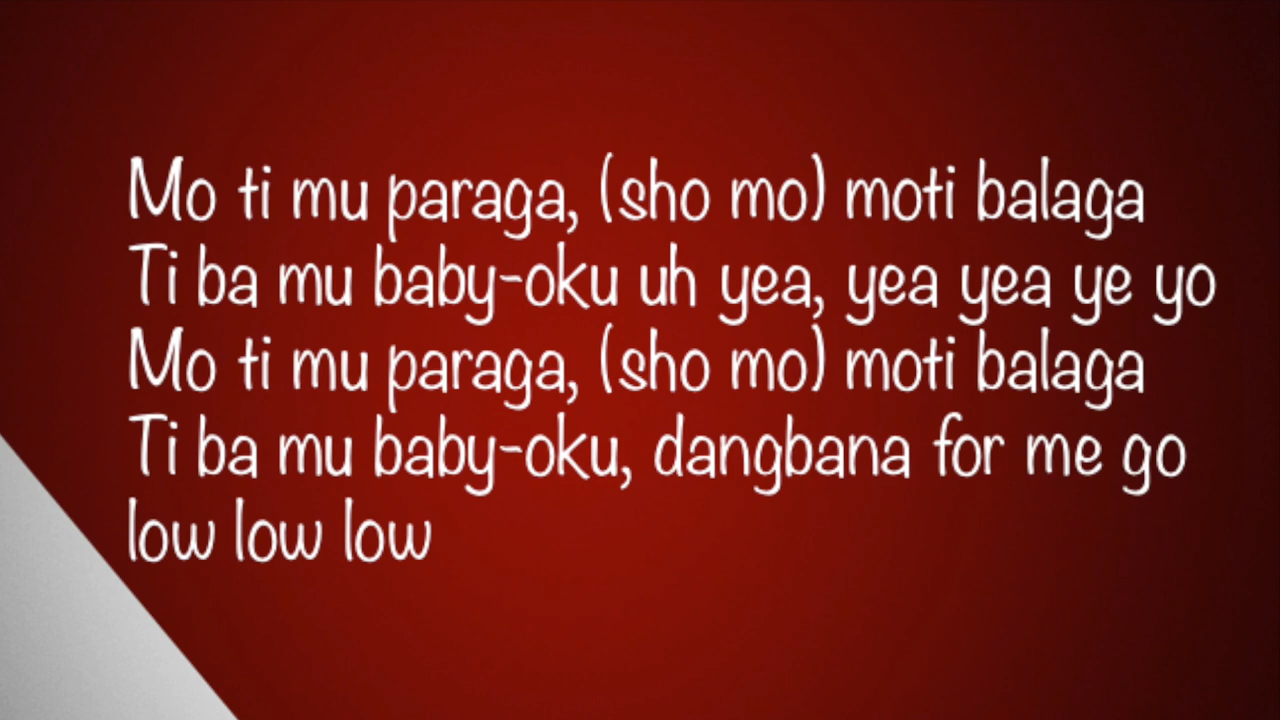 Mo ti mu paraga, (sho mo) moti balaga
Ti ba mu baby-oku uh yea, yea yea ye yo
Mo ti mu paraga, (sho mo) moti balaga
Ti ba mu baby-oku, dangbana for me go
low low low